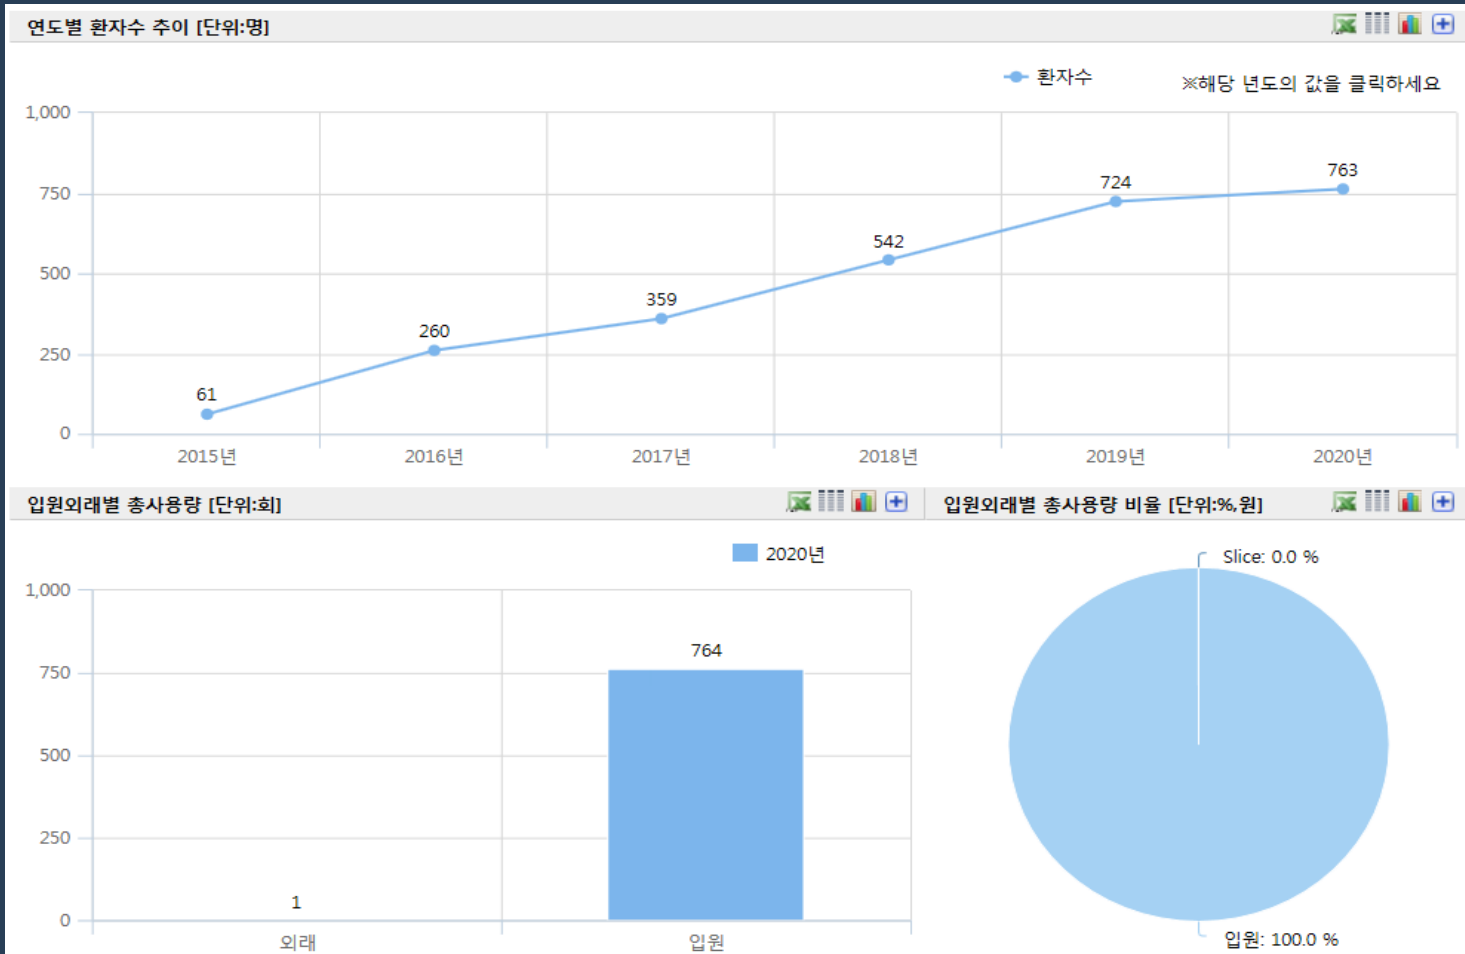 연도별 환자수 추이 [단위:명]
환자수
※해당 년도의 값을 클릭하세요
1,000
750
500
250
0
61
260
359
542
724
763
2015년
2016년
2017년
2018년
2019년
2020년
입원외래별 총사용량 [단위:회]
2020년
1,000
750
500
250
0
1
764
외래
입원
입원외래별 총사용량 비율 [단위:%,원]
Slice: 0.0 %
입원: 100.0 %